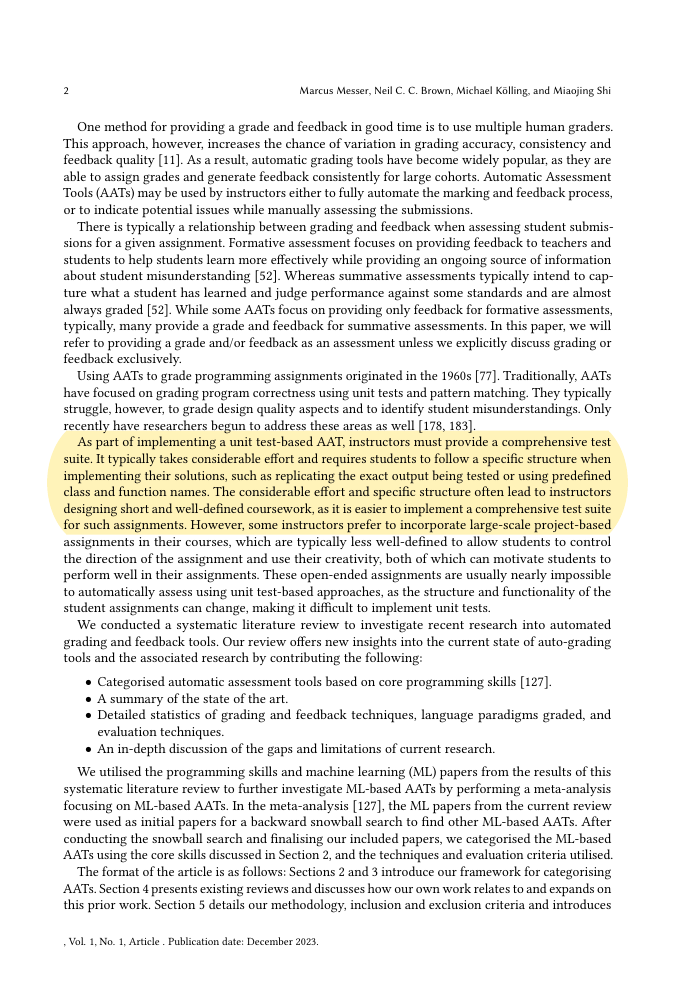 2
Marcus Messer, Neil C. C. Brown, Michael Kölling, and Miaojing Shi
One method for providing a grade and feedback in good time is to use multiple human graders.
This approach, however, increases the chance of variation in grading accuracy, consistency and
feedback quality [11]. As a result, automatic grading tools have become widely popular, as they are
able to assign grades and generate feedback consistently for large cohorts. Automatic Assessment
Tools (AATs) may be used by instructors either to fully automate the marking and feedback process,
or to indicate potential issues while manually assessing the submissions.
There is typically a relationship between grading and feedback when assessing student submis-
sions for a given assignment. Formative assessment focuses on providing feedback to teachers and
students to help students learn more effectively while providing an ongoing source of information
about student misunderstanding [52]. Whereas summative assessments typically intend to cap-
ture what a student has learned and judge performance against some standards and are almost
always graded [52]. While some AATs focus on providing only feedback for formative assessments,
typically, many provide a grade and feedback for summative assessments. In this paper, we will
refer to providing a grade and/or feedback as an assessment unless we explicitly discuss grading or
feedback exclusively.
Using AATs to grade programming assignments originated in the 1960s [77]. Traditionally, AATs
have focused on grading program correctness using unit tests and pattern matching. They typically
struggle, however, to grade design quality aspects and to identify student misunderstandings. Only
recently have researchers begun to address these areas as well [178, 183].
As part of implementing a unit test-based AAT, instructors must provide a comprehensive test
suite. It typically takes considerable effort and requires students to follow a specific structure when
implementing their solutions, such as replicating the exact output being tested or using predefined
class and function names. The considerable effort and specific structure often lead to instructors
designing short and well-defined coursework, as it is easier to implement a comprehensive test suite
for such assignments. However, some instructors prefer to incorporate large-scale project-based
assignments in their courses, which are typically less well-defined to allow students to control
the direction of the assignment and use their creativity, both of which can motivate students to
perform well in their assignments. These open-ended assignments are usually nearly impossible
to automatically assess using unit test-based approaches, as the structure and functionality of the
student assignments can change, making it difficult to implement unit tests.
We conducted a systematic literature review to investigate recent research into automated
grading and feedback tools. Our review offers new insights into the current state of auto-grading
tools and the associated research by contributing the following:
• Categorised automatic assessment tools based on core programming skills [127].
• A summary of the state of the art.
• Detailed statistics of grading and feedback techniques, language paradigms graded, and
evaluation techniques.
• An in-depth discussion of the gaps and limitations of current research.
We utilised the programming skills and machine learning (ML) papers from the results of this
systematic literature review to further investigate ML-based AATs by performing a meta-analysis
focusing on ML-based AATs. In the meta-analysis [127], the ML papers from the current review
were used as initial papers for a backward snowball search to find other ML-based AATs. After
conducting the snowball search and finalising our included papers, we categorised the ML-based
AATs using the core skills discussed in Section 2, and the techniques and evaluation criteria utilised.
The format of the article is as follows: Sections 2 and 3 introduce our framework for categorising
AATs. Section 4 presents existing reviews and discusses how our own work relates to and expands on
this prior work. Section 5 details our methodology, inclusion and exclusion criteria and introduces
, Vol. 1, No. 1, Article . Publication date: December 2023.